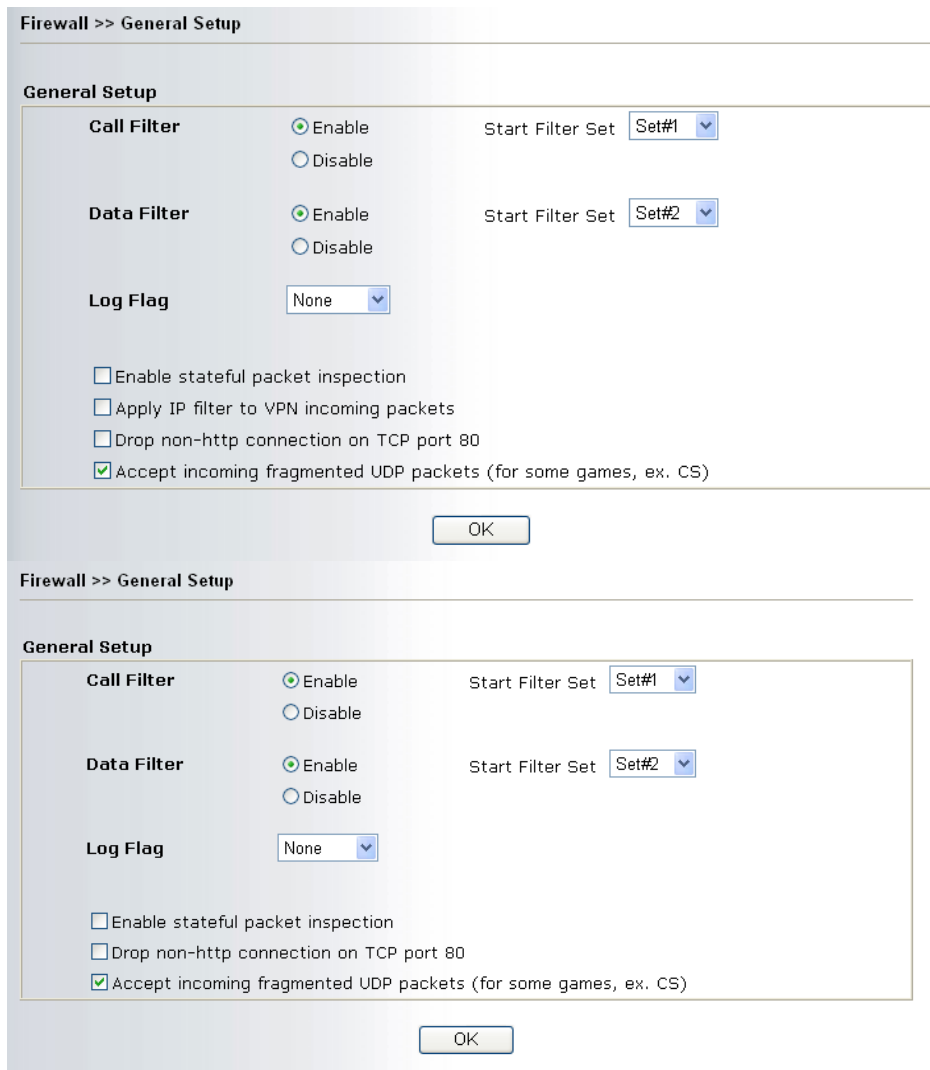 Firewall >> General Setup
General Setup
Call Filter Enable Start Filter Set Set#1
Disable
Data Filter Enable Start Filter Set Set#2
Disable
Log Flag None
Enable stateful packet inspection
Apply IP filter to VPN incoming packets
Drop non-http connection on TCP port 80
Accept incoming fragmented UDP packets (for some games, ex. CS)
OK
Firewall >> General Setup
General Setup
Call Filter Enable Start Filter Set Set#1
Disable
Data Filter Enable Start Filter Set Set#2
Disable
Log Flag None
Enable stateful packet inspection
Drop non-http connection on TCP port 80
Accept incoming fragmented UDP packets (for some games, ex. CS)
OK